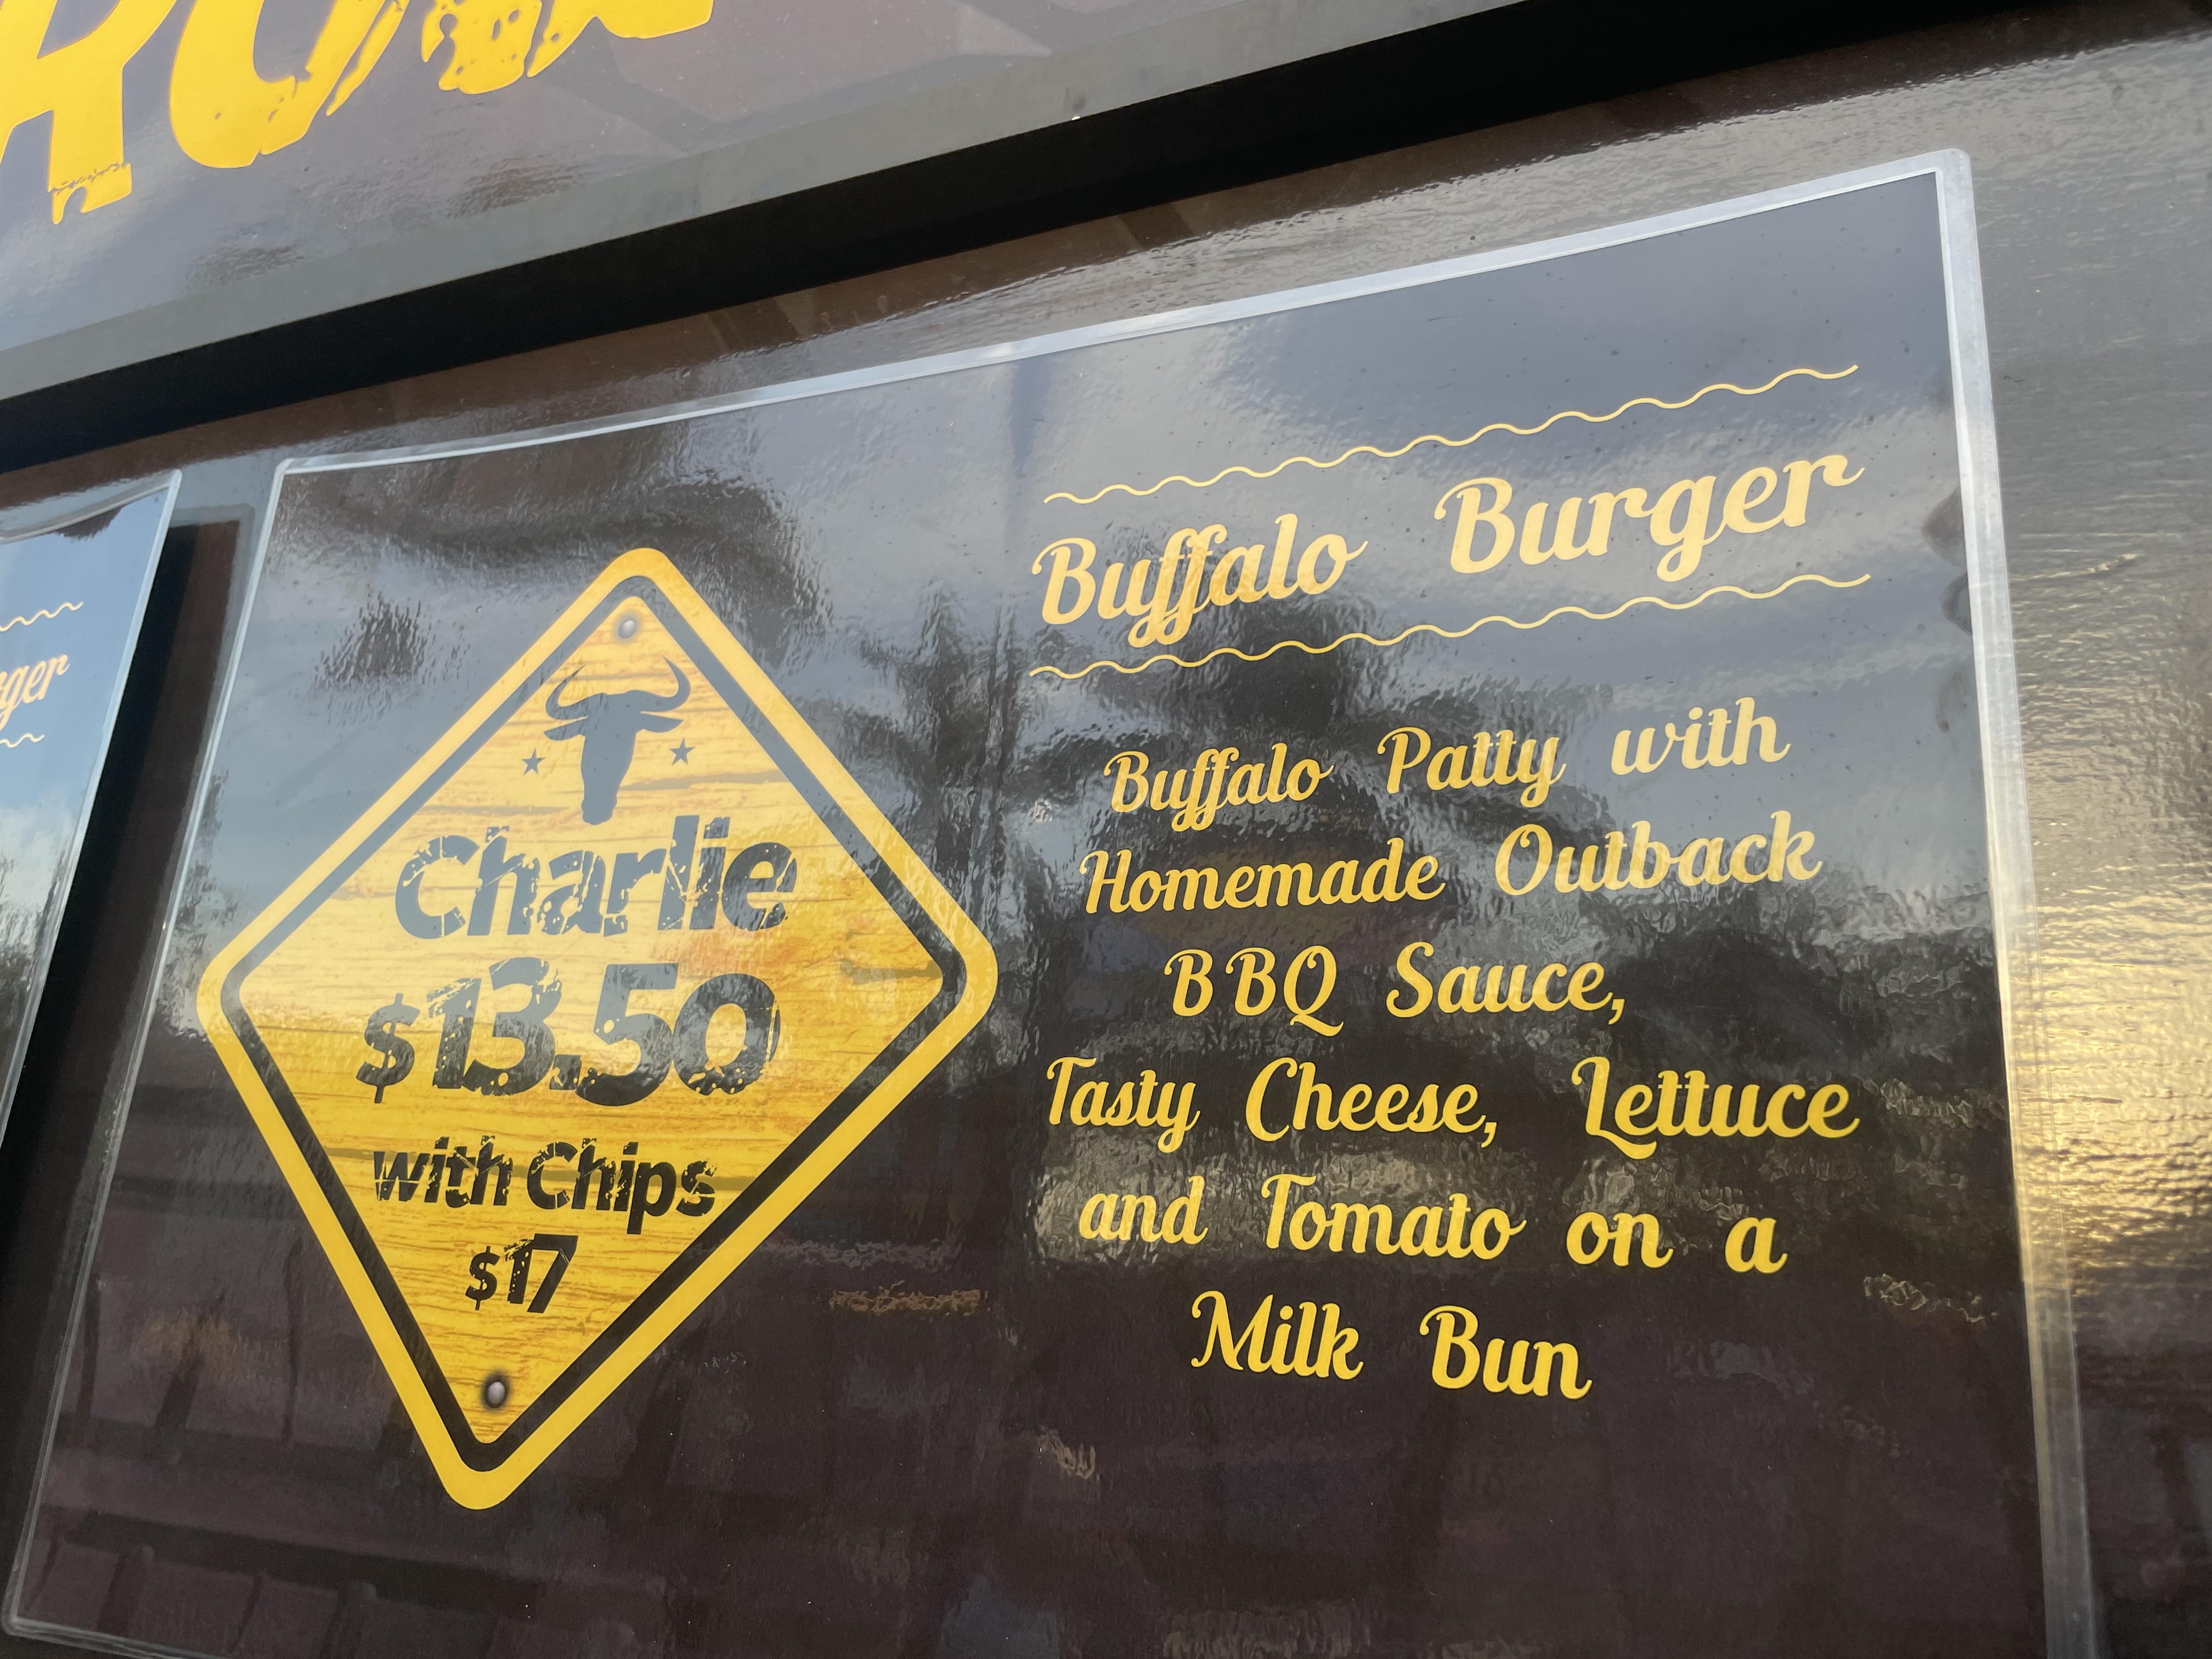 Charlie
$13.50
with Chips
$17
Buffalo Burger
Buffalo Patty with
Homemade Outback
BBQ Sauce,
Tasty Cheese, Lettuce
and Tomato on a
Milk Bun